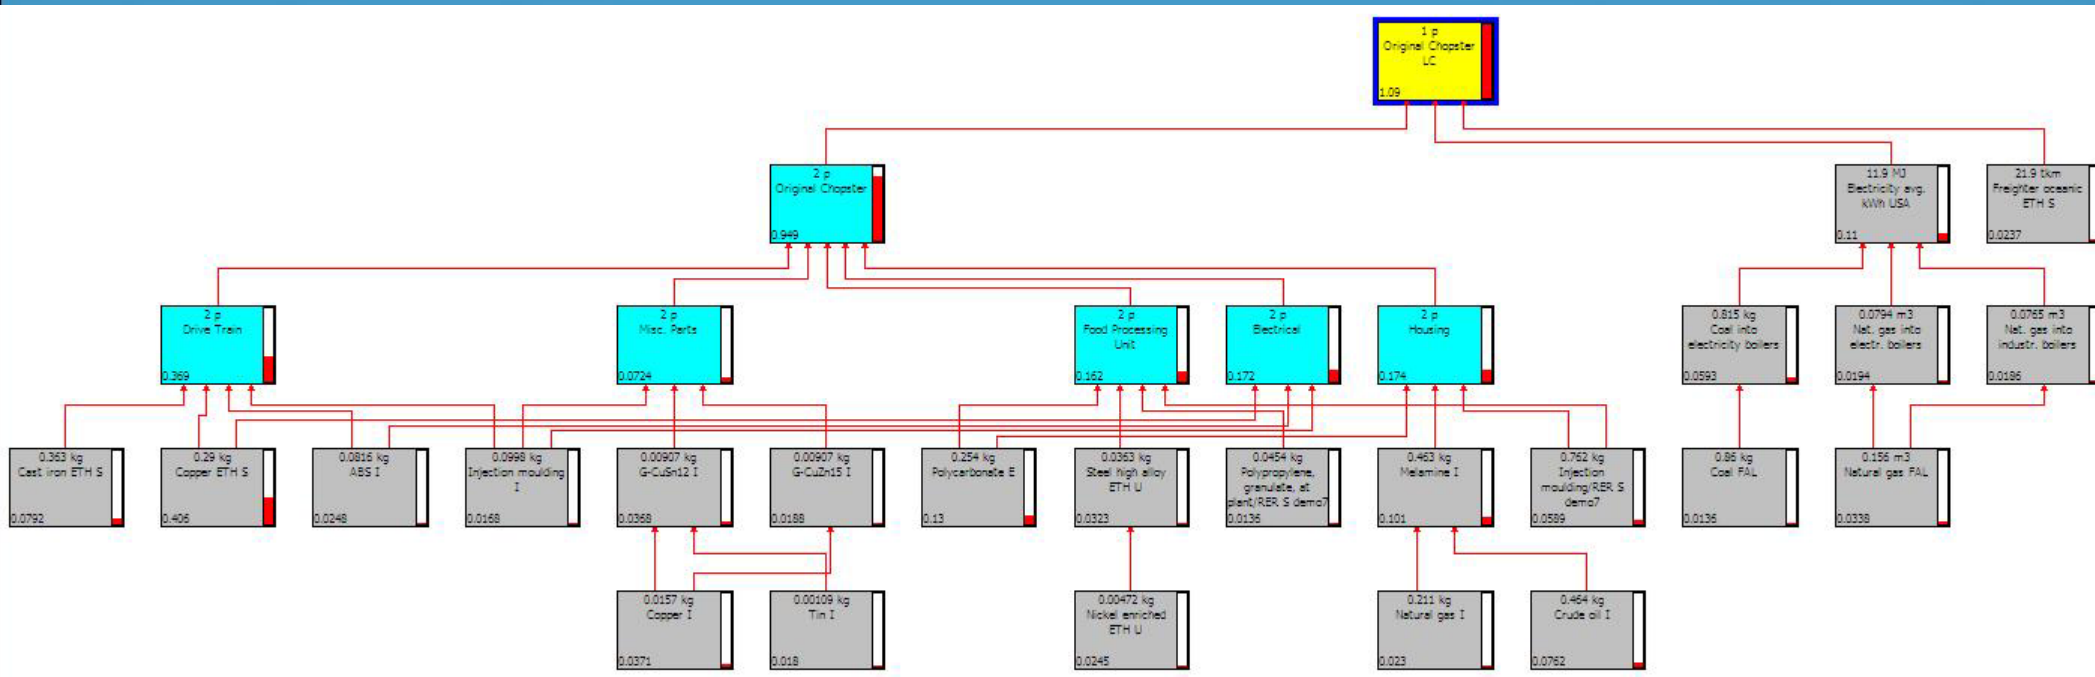 1 p
Original Chopster
LC
1.09
2 p
Original Chopster
0.949
11.9 MJ
Electricity avg.
kWh USA
0.11
21.9 tkm
Freighter oceanic
ETH S
0.0237
2 p
Drive Train
0.369
2 p
Misc. Parts
0.0724
2 p
Food Processing
Unit
0.162
2 p
Electrical
0.172
2 p
Housing
0.174
0.815 kg
Coal into
electricity boilers
0.0593
0.0794 m3
Nat. gas into
electr. boilers
0.0194
0.0765 m3
Nat. gas into
industr. boilers
0.0186
0.363 kg
Cast iron ETH S
0.0792
0.29 kg
Copper ETH S
0.406
0.0816 kg
ABS I
0.0248
0.0998 kg
Injection moulding
I
0.0168
0.00907 kg
G-CuSn12 I
0.0368
0.00907 kg
G-CuZn15 I
0.0188
0.254 kg
Polycarbonate E
0.13
0.0363 kg
Steel high alloy
ETH U
0.0323
0.0454 kg
Polypropylene,
granulate, at
plant/RER S demo7
0.0136
0.463 kg
Melamine I
0.101
0.762 kg
Injection
moulding/RER S
demo7
0.0589
0.86 kg
Coal FAL
0.0136
0.156 m3
Natural gas FAL
0.0338
0.0157 kg
Copper I
0.0371
0.00109 kg
Tin I
0.018
0.00472 kg
Nickel enriched
ETH U
0.0245
0.211 kg
Natural gas I
0.023
0.464 kg
Crude oil I
0.0762